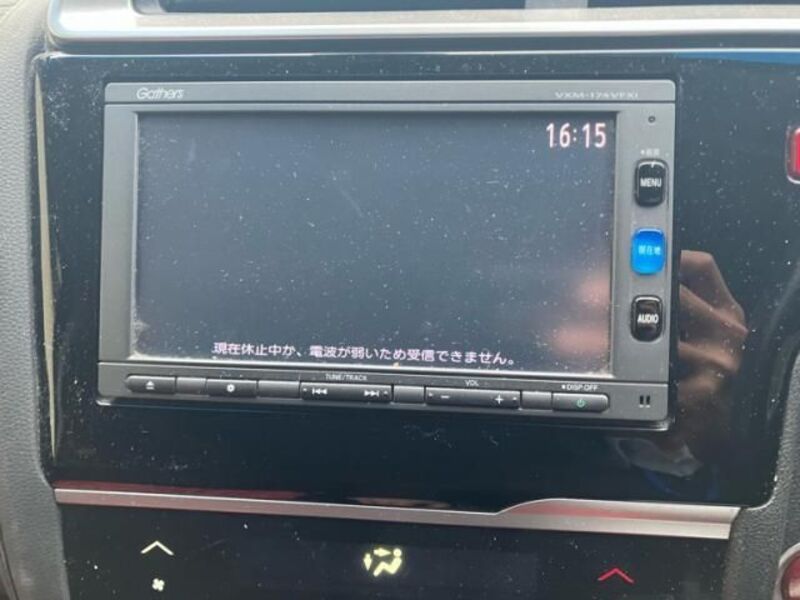 Gathers
VXM-175VFXi
16:15
MENU
現在地
AUDIO
現在休止中か、電波が弱いため受信できません。
TUNE/TRACK
VOL
DISP OFF